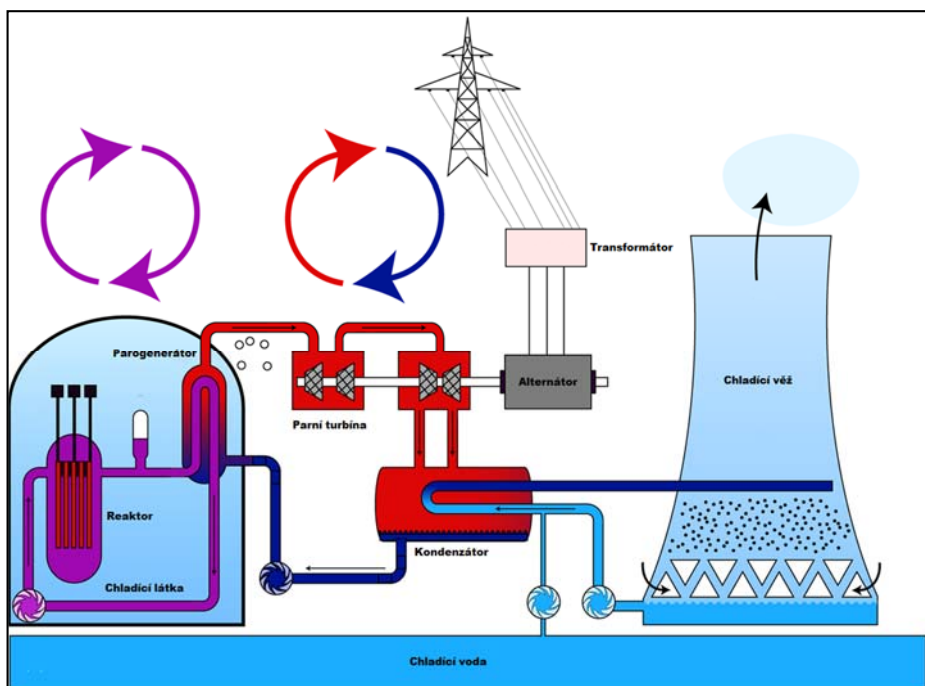 Transformátor
Parogenerátor
Alternátor
Chladící věž
Parní turbína
Reaktor
Kondenzátor
Chladící látka
Chladící voda